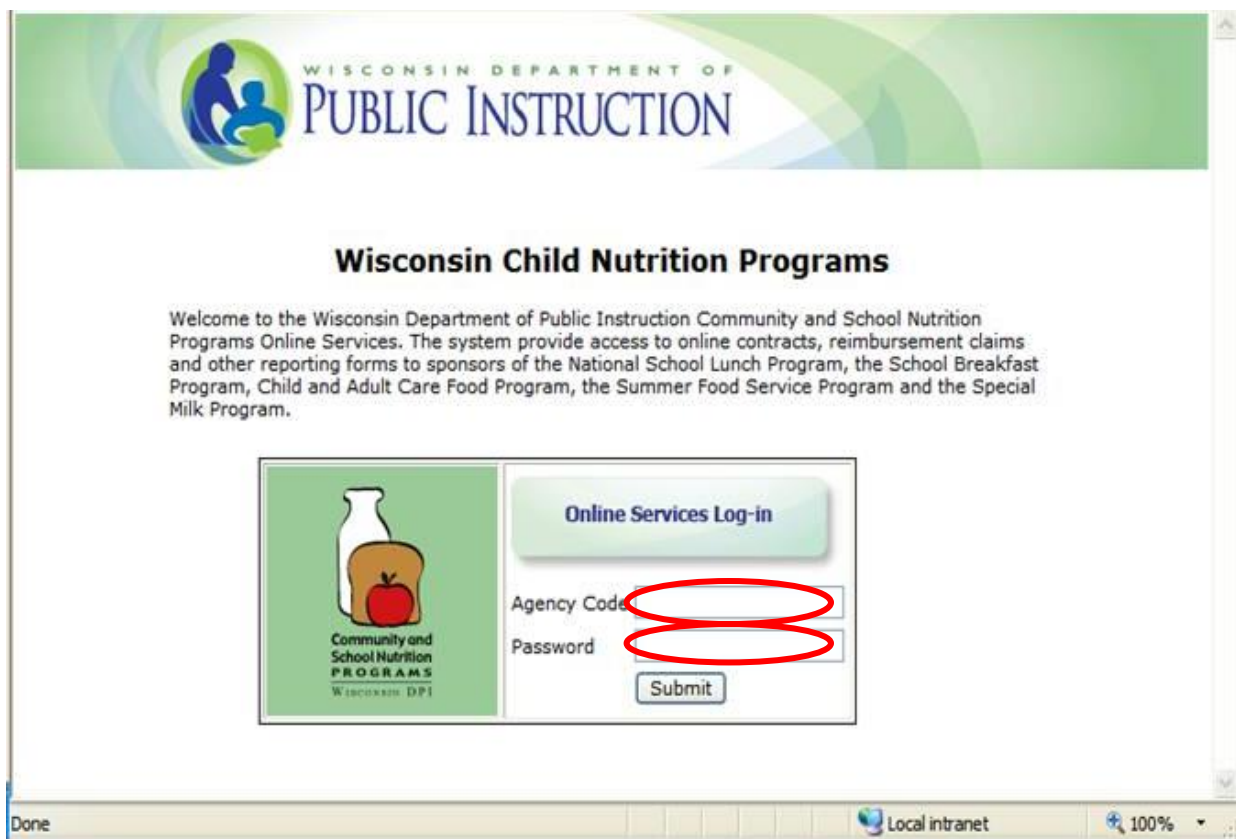 WISCONSIN DEPARTMENT OF
PUBLIC INSTRUCTION
Wisconsin Child Nutrition Programs
Welcome to the Wisconsin Department of Public Instruction Community and School Nutrition
Programs Online Services. The system provide access to online contracts, reimbursement claims
and other reporting forms to sponsors of the National School Lunch Program, the School Breakfast
Program, Child and Adult Care Food Program, the Summer Food Service Program and the Special
Milk Program.
Community and
School Nutrition
PROGRAMS
WISCONSIN DPI
Online Services Log-in
Agency Code
Password
Submit
Done
Local intranet
100%